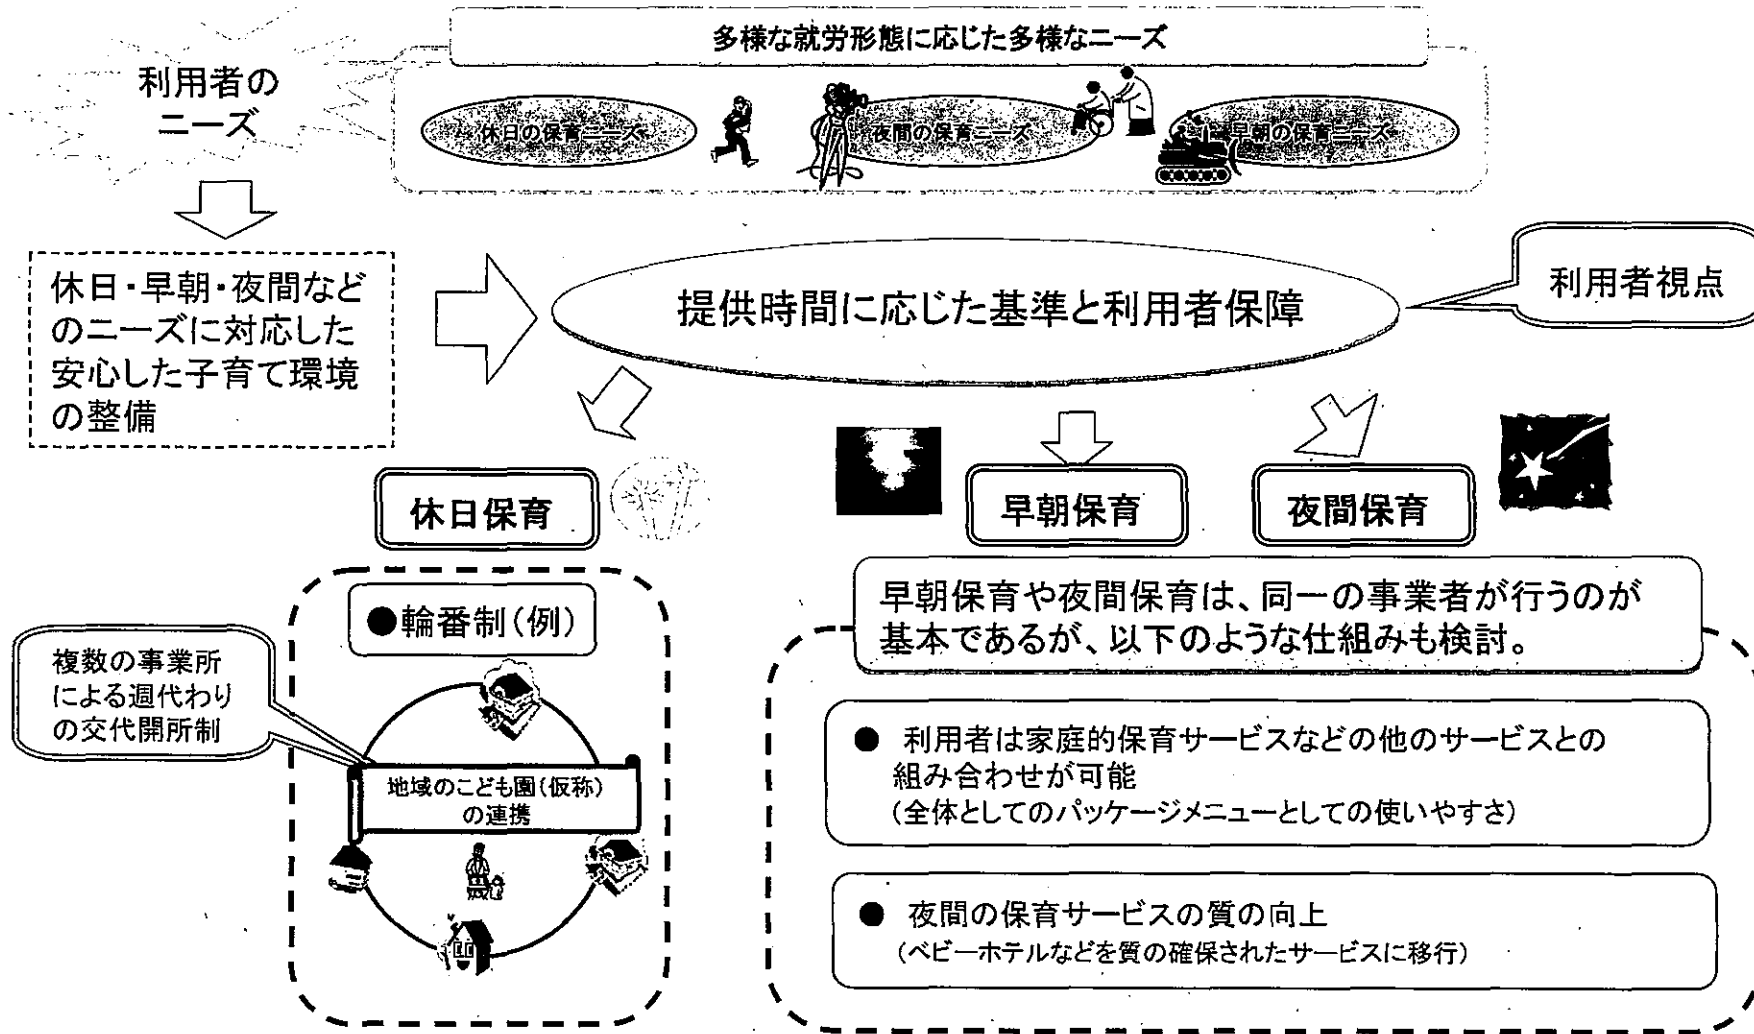 多様な就労形態に応じた多様なニーズ
利用者の
ニーズ
休日の保育ニーズ
夜間の保育ニーズ
早朝の保育ニーズ
休日・早朝・夜間など
のニーズに対応した
安心した子育て環境
の整備
提供時間に応じた基準と利用者保障
利用者視点
休日保育
早朝保育
夜間保育
●輪番制(例)
複数の事業所
による週代わり
の交代開所制
地域のこども園(仮称)
の連携
早朝保育や夜間保育は、同一の事業者が行うのが
基本であるが、以下のような仕組みも検討。
● 利用者は家庭的保育サービスなどの他のサービスとの
組み合わせが可能
(全体としてのパッケージメニューとしての使いやすさ)
● 夜間の保育サービスの質の向上
(ベビーホテルなどを質の確保されたサービスに移行)